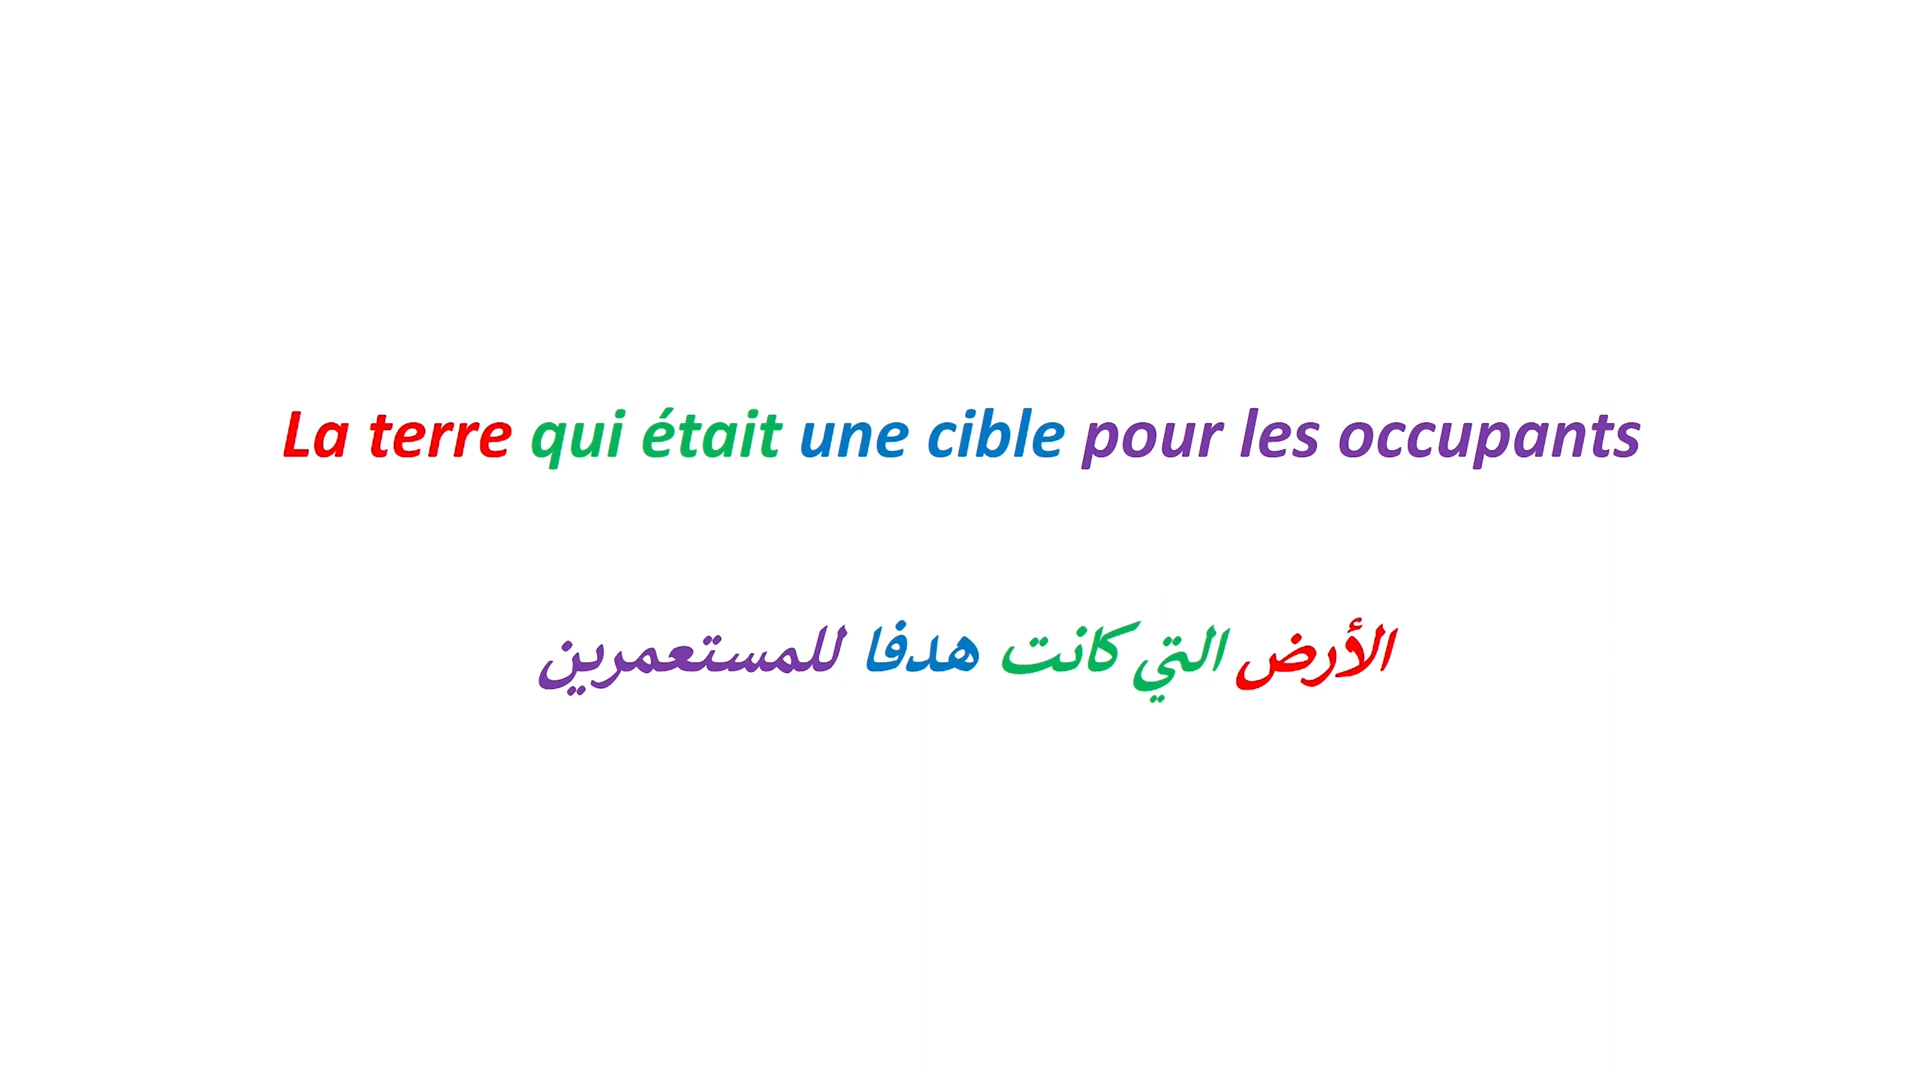 La terre qui était une cible pour les occupants
الأرض التي كانت هدفا للمستعمرين